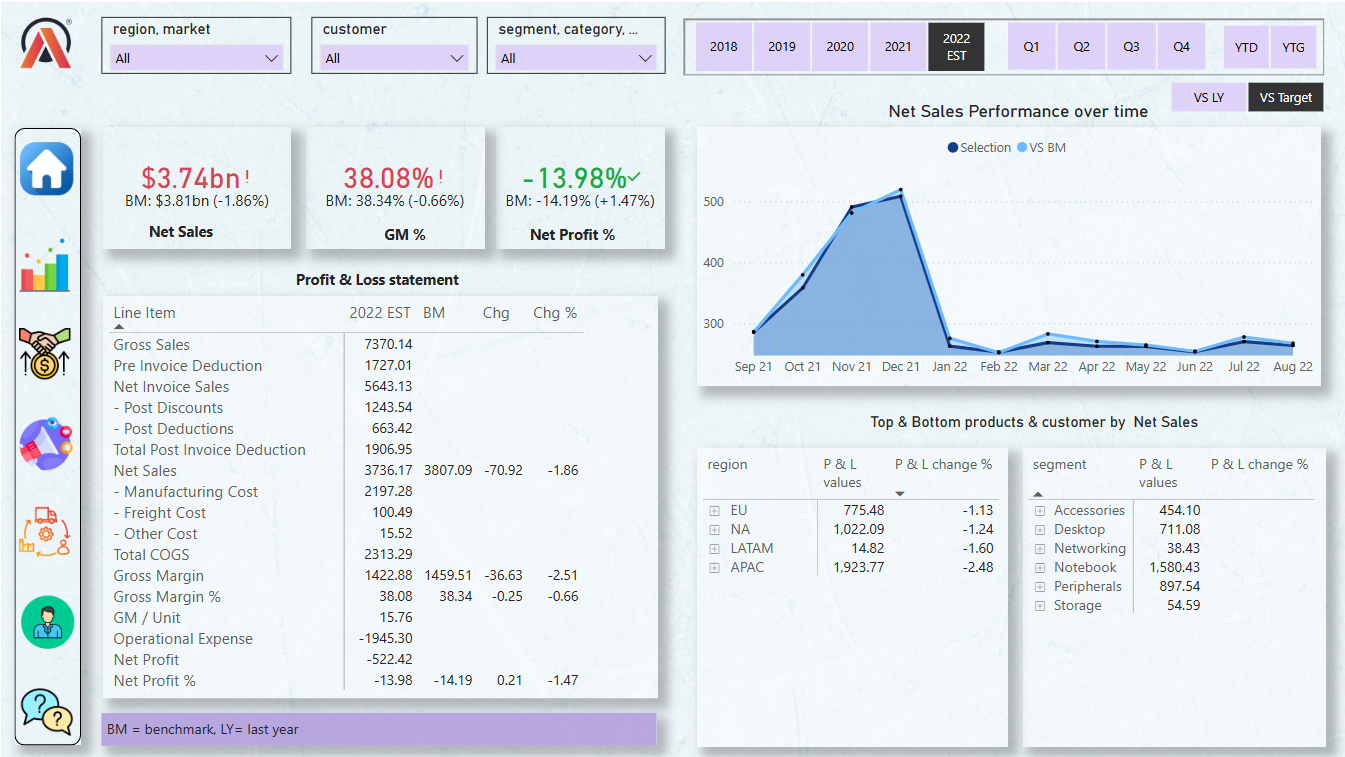 region, market
All
customer
All
segment, category, ...
All
2018 2019 2020 2021 2022 EST Q1 Q2 Q3 Q4 YTD YTG
VS LY VS Target
$3.74bn!
BM: $3.81bn (-1.86%)
Net Sales
38.08%!
BM: 38.34% (-0.66%)
GM %
-13.98%✓
BM: -14.19% (+1.47%)
Net Profit %
Net Sales Performance over time
Selection VS BM
500
400
300
Sep 21 Oct 21 Nov 21 Dec 21 Jan 22 Feb 22 Mar 22 Apr 22 May 22 Jun 22 Jul 22 Aug 22
Profit & Loss statement
Line Item 2022 EST BM Chg Chg %
Gross Sales 7370.14
Pre Invoice Deduction 1727.01
Net Invoice Sales 5643.13
- Post Discounts 1243.54
- Post Deductions 663.42
Total Post Invoice Deduction 1906.95
Net Sales 3736.17 3807.09 -70.92 -1.86
- Manufacturing Cost 2197.28
- Freight Cost 100.49
- Other Cost 15.52
Total COGS 2313.29
Gross Margin 1422.88 1459.51 -36.63 -2.51
Gross Margin % 38.08 38.34 -0.25 -0.66
GM / Unit 15.76
Operational Expense -1945.30
Net Profit -522.42
Net Profit % -13.98 -14.19 0.21 -1.47
BM = benchmark, LY= last year
Top & Bottom products & customer by Net Sales
region P & L values P & L change %
EU 775.48 -1.13
NA 1,022.09 -1.24
LATAM 14.82 -1.60
APAC 1,923.77 -2.48
segment P & L values P & L change %
Accessories 454.10
Desktop 711.08
Networking 38.43
Notebook 1,580.43
Peripherals 897.54
Storage 54.59